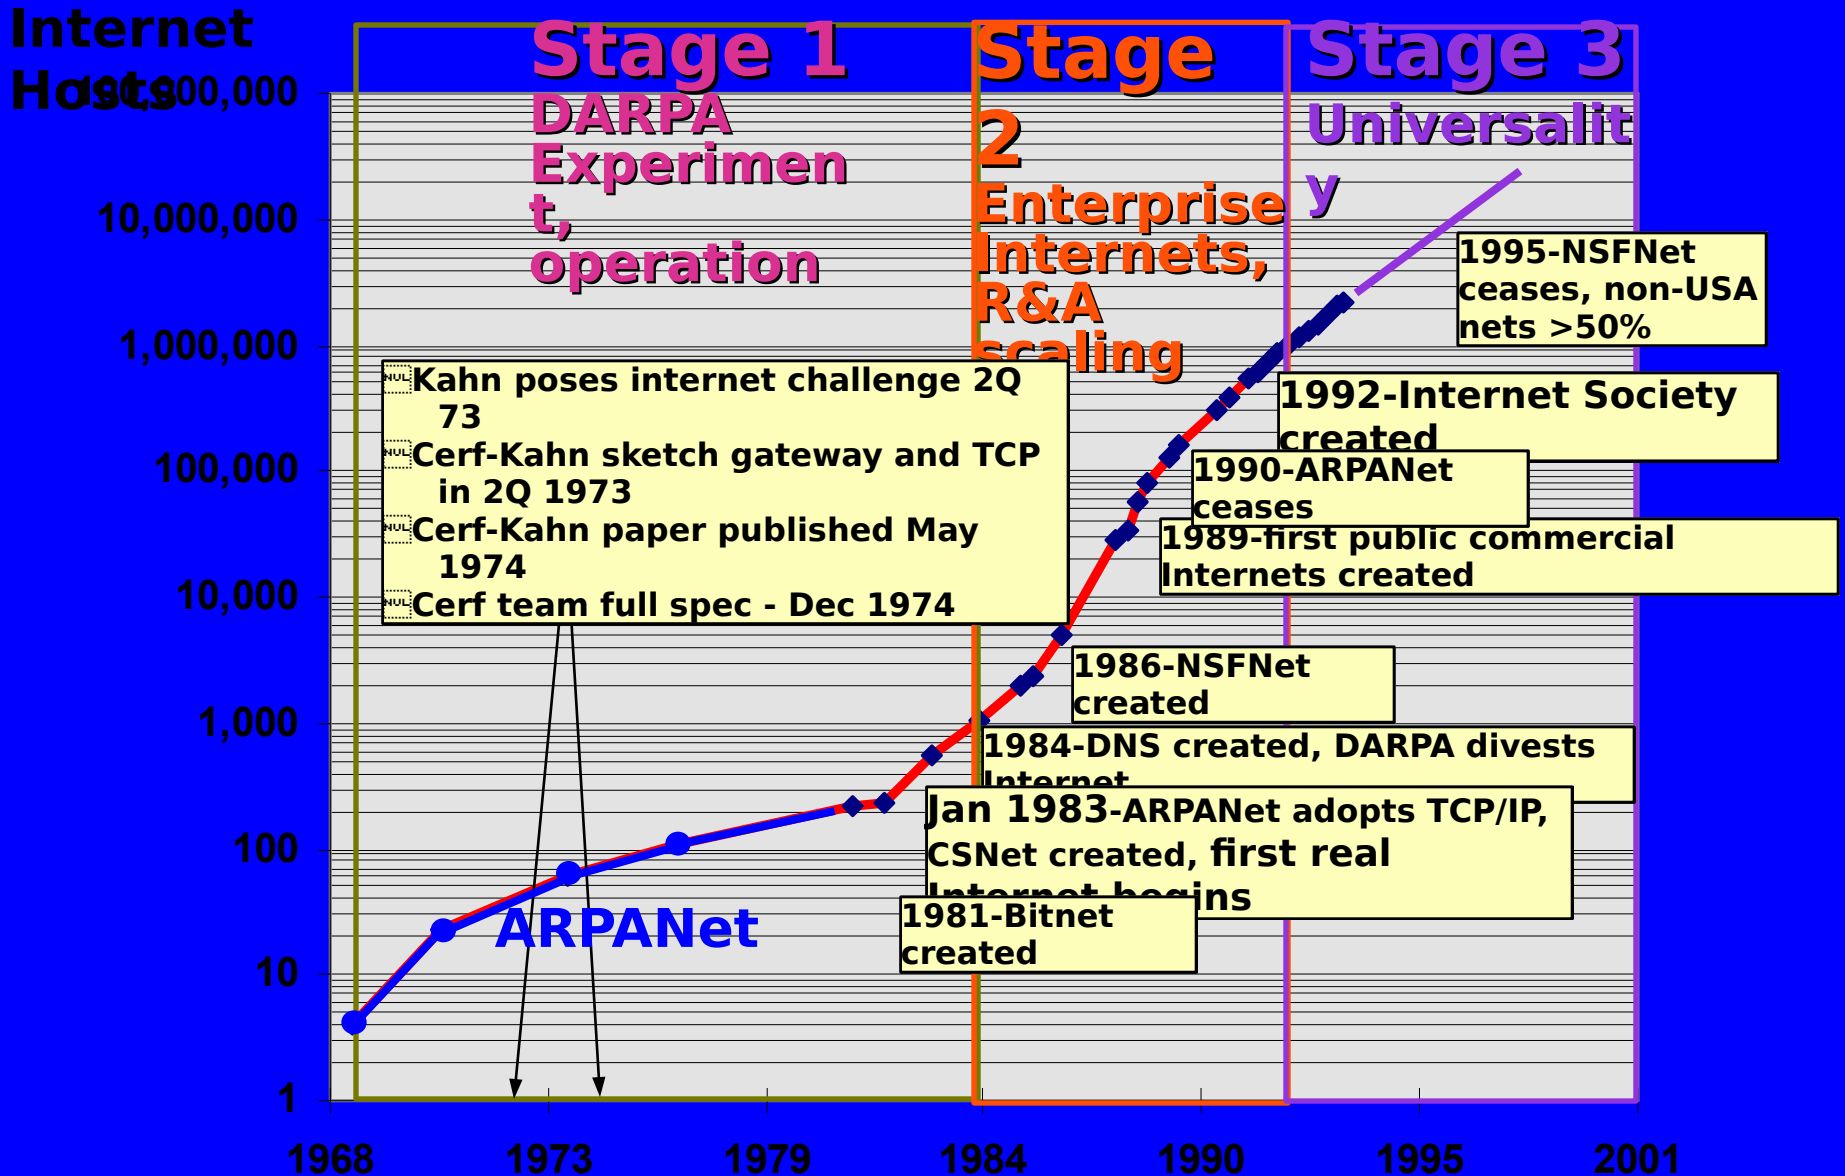 Internet
Hosts
Stage 1
DARPA
Experimen
t,
operation
Stage
2
Enterprise
Internets,
R&A
scaling
Stage 3
Universalit
y
100,000,000
10,000,000
1,000,000
100,000
10,000
1,000
100
10
1
1995-NSFNet
ceases, non-USA
nets >50%
Kahn poses internet challenge 2Q
73
Cerf-Kahn sketch gateway and TCP
in 2Q 1973
Cerf-Kahn paper published May
1974
Cerf team full spec - Dec 1974
1992-Internet Society
created
1990-ARPANet
ceases
1989-first public commercial
Internets created
1986-NSFNet
created
1984-DNS created, DARPA divests
Internet
Jan 1983-ARPANet adopts TCP/IP,
CSNet created, first real
Internet begins
1981-Bitnet
created
ARPANet
1968 1973 1979 1984 1990 1995 2001